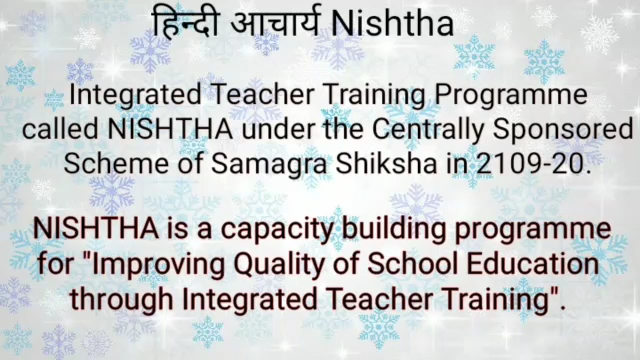 हिन्दी आचार्य Nishtha
Integrated Teacher Training Programme
called NISHTHA under the Centrally Sponsored
Scheme of Samagra Shiksha in 2109-20.
NISHTHA is a capacity building programme
for "Improving Quality of School Education
through Integrated Teacher Training".